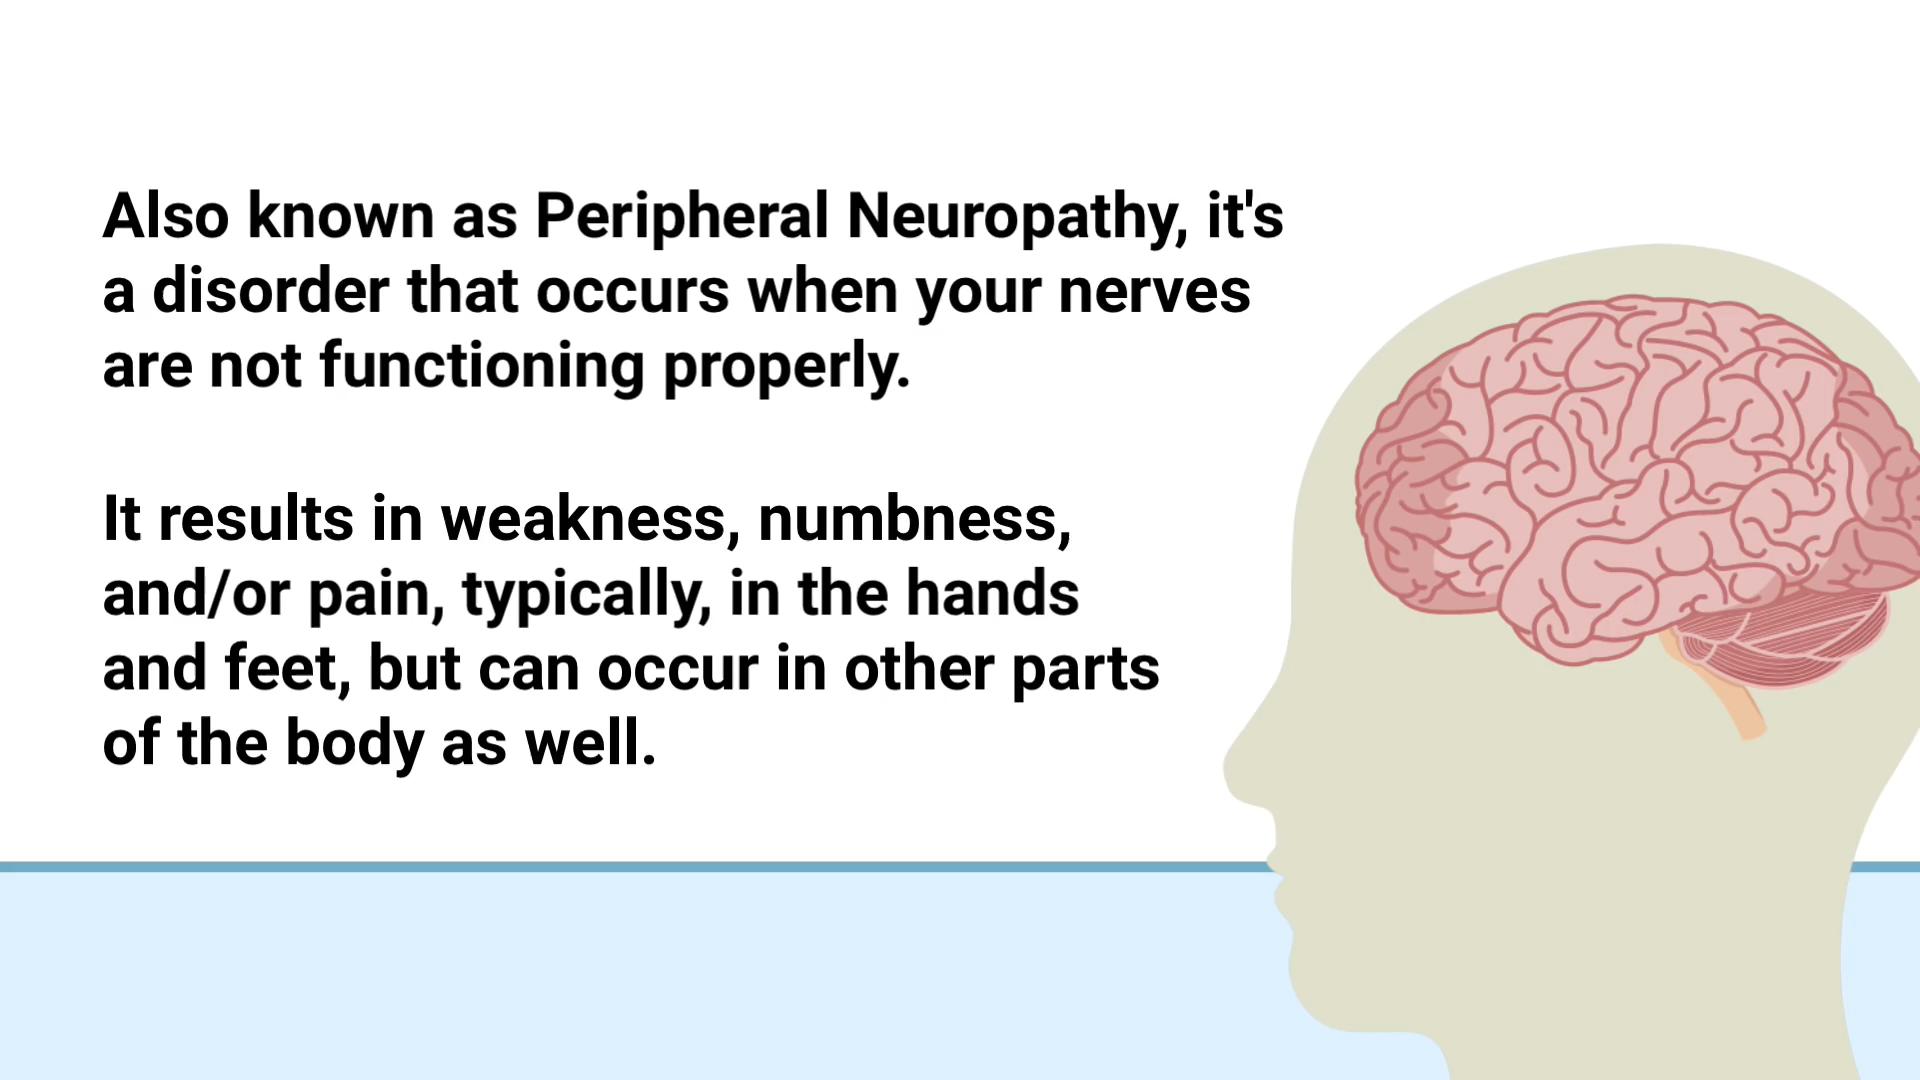 Also known as Peripheral Neuropathy, it's
a disorder that occurs when your nerves
are not functioning properly.
It results in weakness, numbness,
and/or pain, typically, in the hands
and feet, but can occur in other parts
of the body as well.